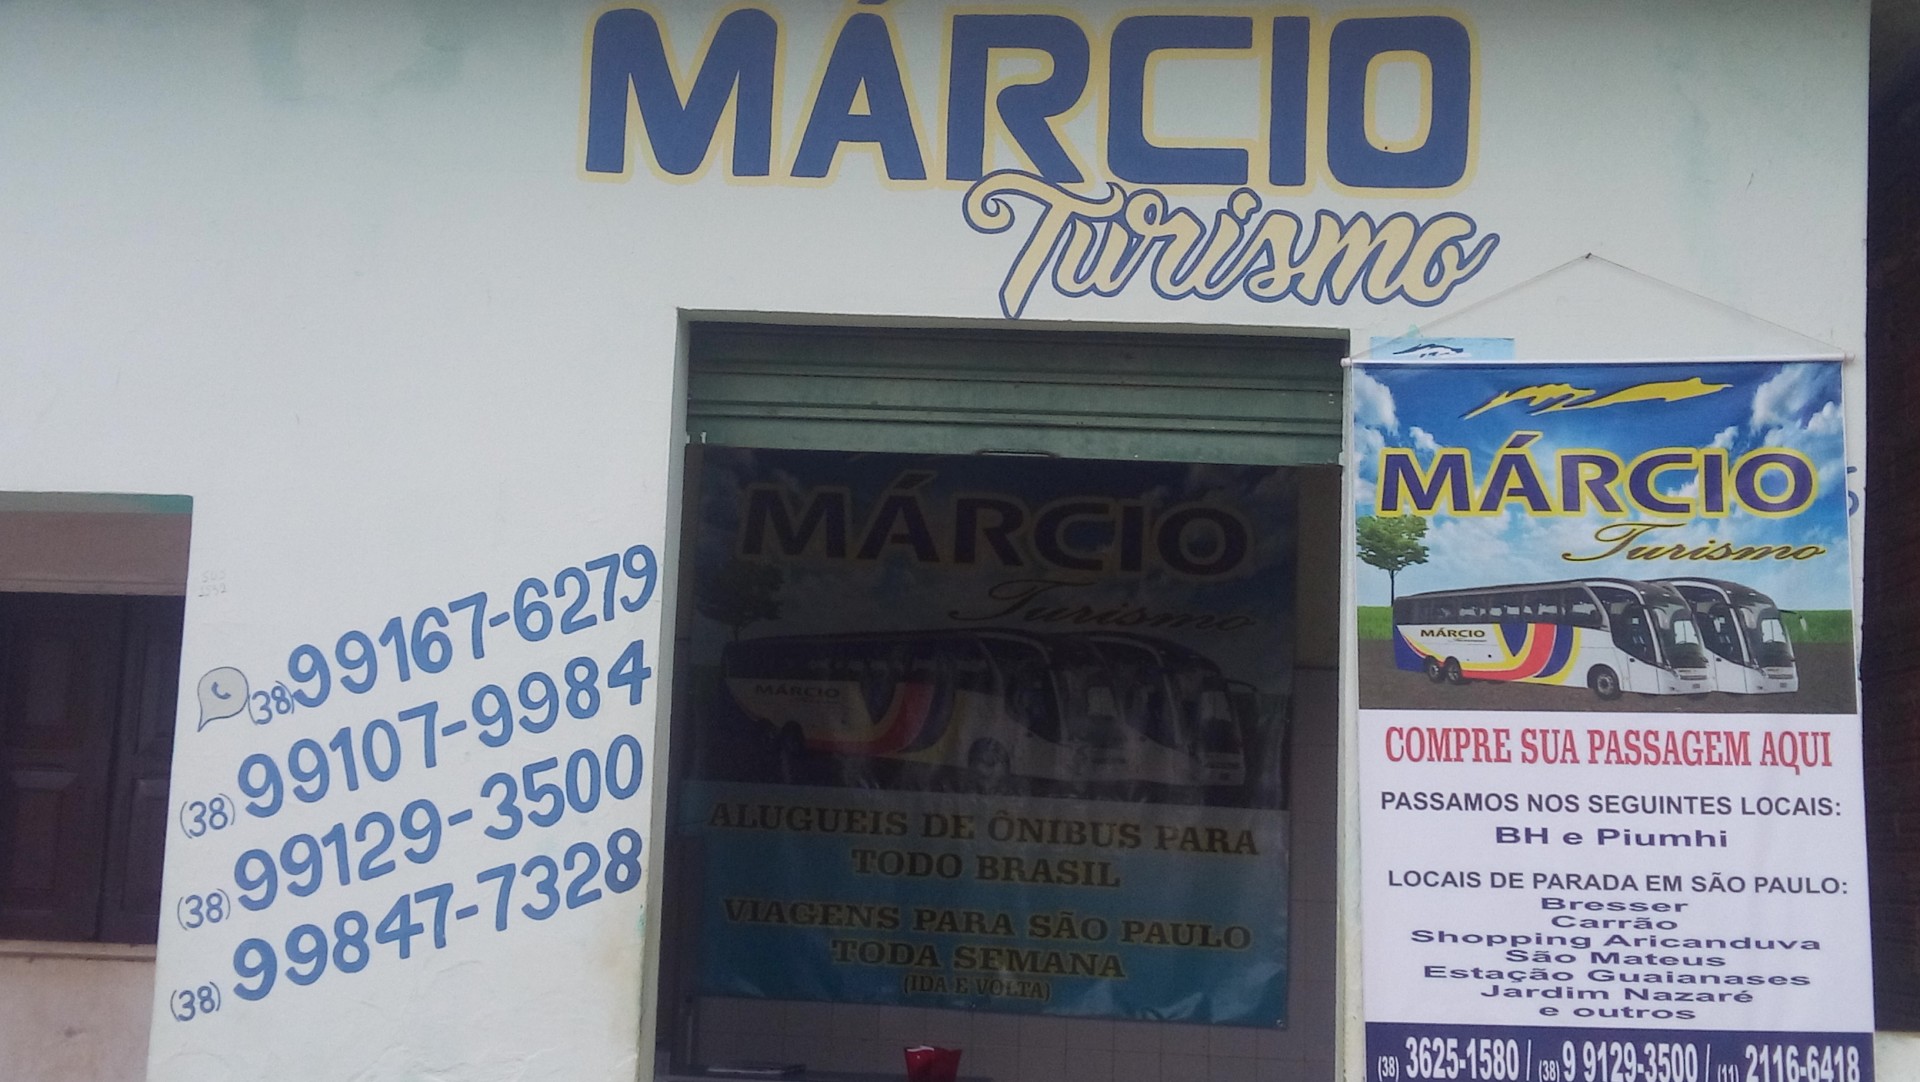 MÁRCIO
Turismo
(38)99167-6279
(38)99107-9984
(38)99129-3500
(38)99847-7328
MÁRCIO
Turismo
MÁRCIO
ALUGUEIS DE ÔNIBUS PARA
TODO BRASIL
VIAGENS PARA SÃO PAULO
TODA SEMANA
(IDA E VOLTA)
MÁRCIO
Turismo
MÁRCIO
COMPRE SUA PASSAGEM AQUI
PASSAMOS NOS SEGUINTES LOCAIS:
BH e Piumhi
LOCAIS DE PARADA EM SÃO PAULO:
Bresser
Carrão
Shopping Aricanduva
São Mateus
Estação Guaianases
Jardim Nazaré
e outros
(38) 3625-1580 / (38) 9 9129-3500 / (11) 2116-6418